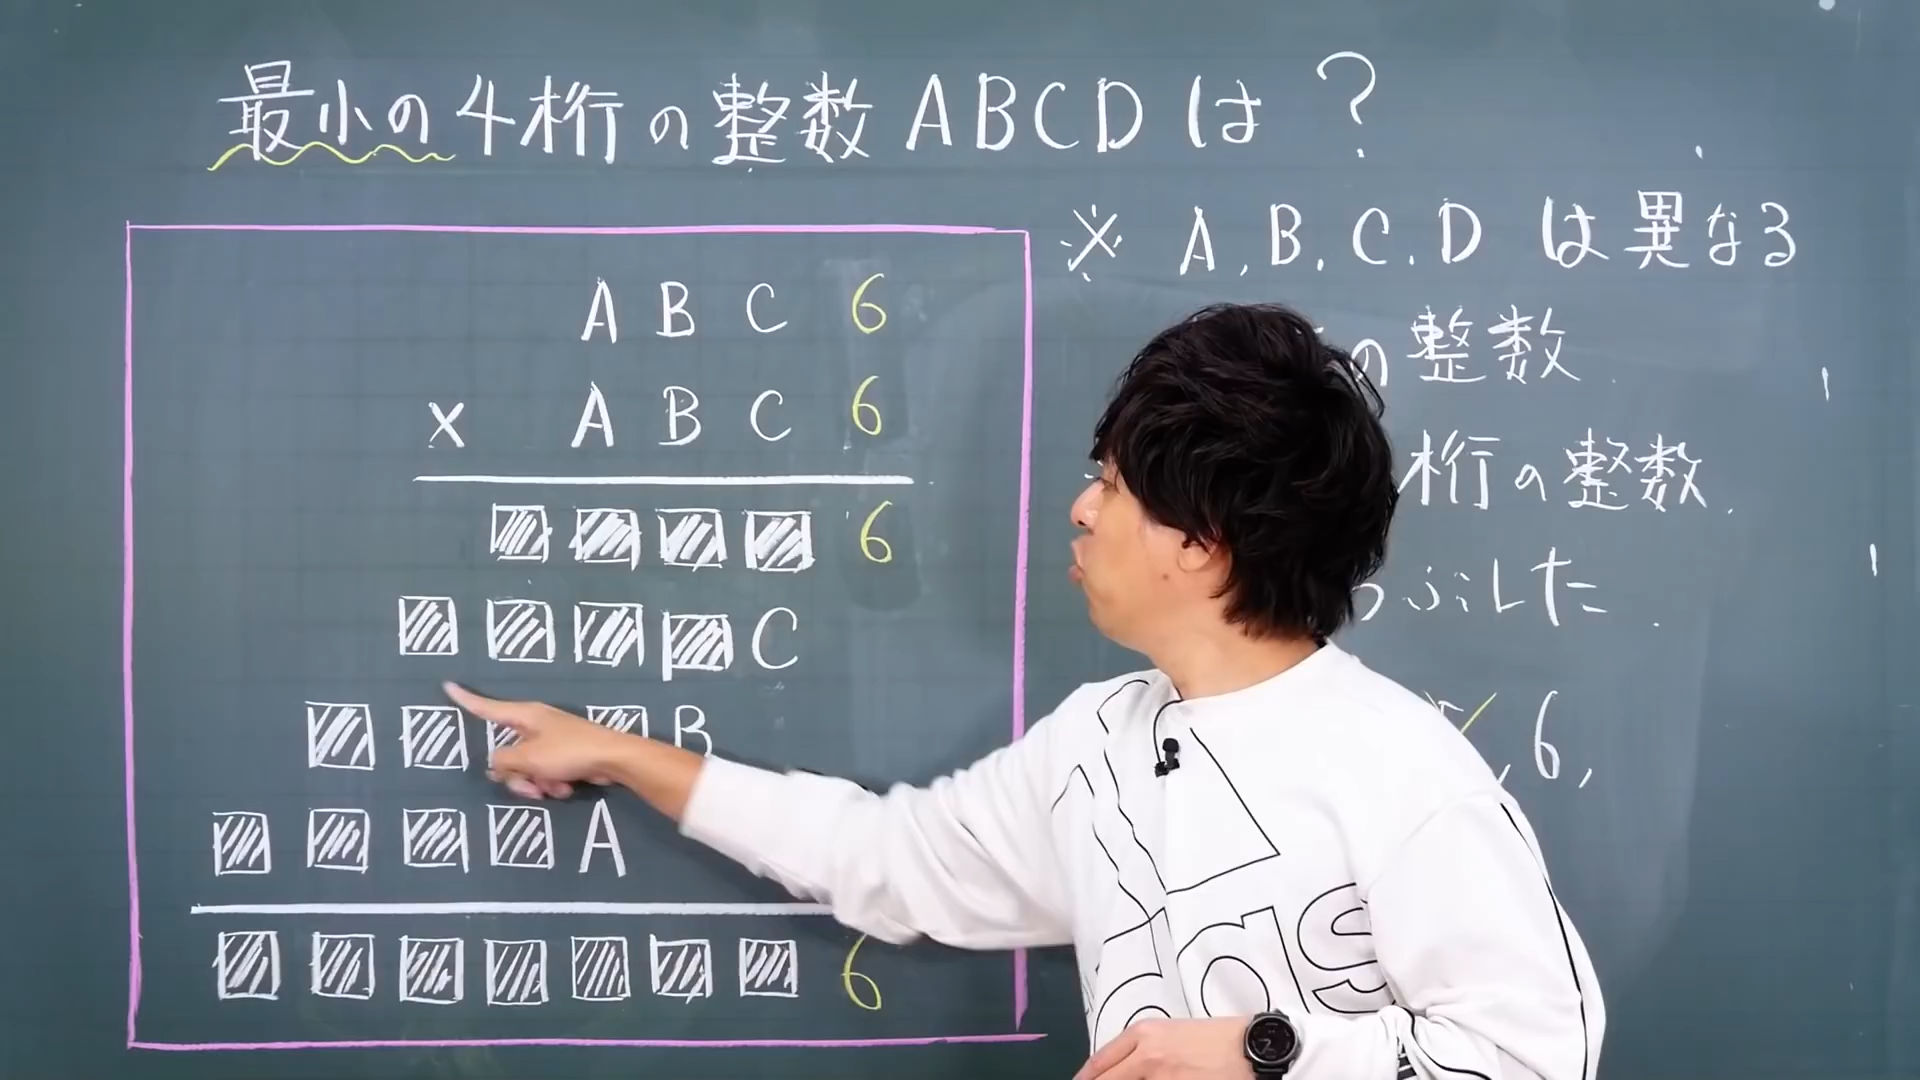 最小の4桁の整数ABCDは?
※ A, B, C, D は異なる
の整数
桁の整数.
つぶした.
, 6,
A B C 6
× A B C 6
6
C
B
A
6